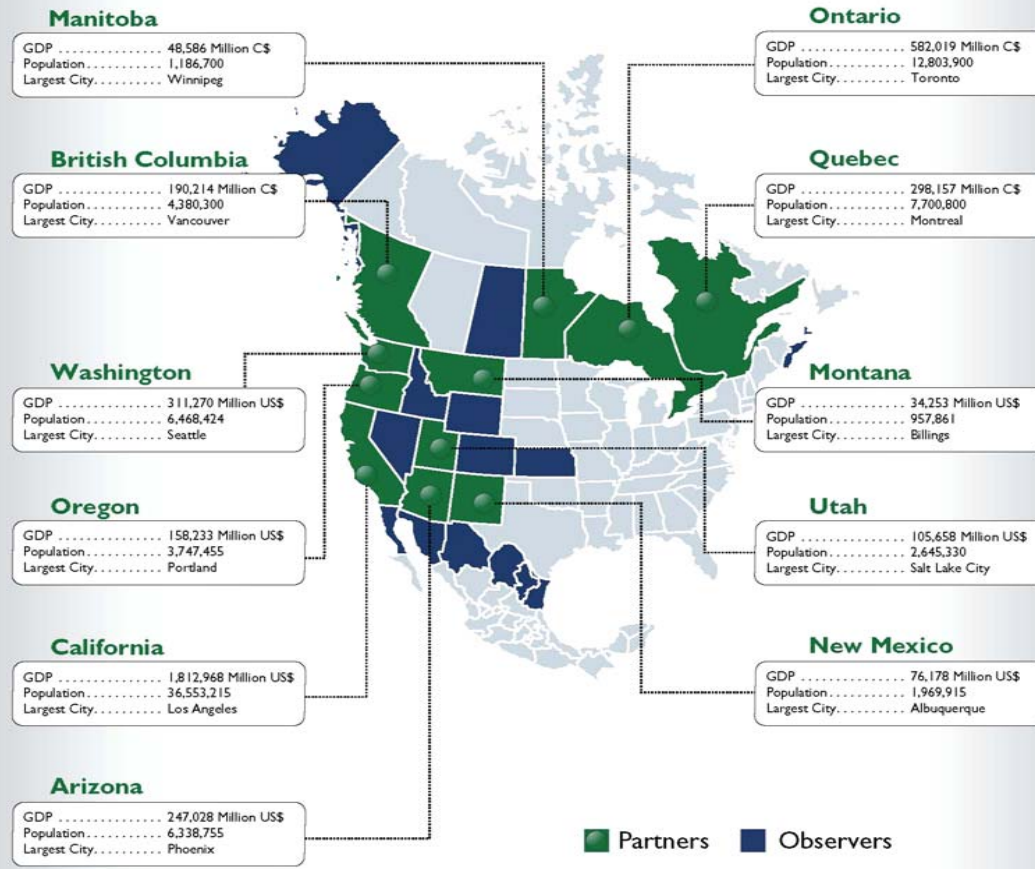 Manitoba
GDP . . . . . . . . . . . . . . 48,586 Million C$
Population . . . . . . . . . . 1,186,700
Largest City. . . . . . . . . . Winnipeg
British Columbia
GDP . . . . . . . . . . . . . . 190,214 Million C$
Population . . . . . . . . . . 4,380,300
Largest City. . . . . . . . . . Vancouver
Washington
GDP . . . . . . . . . . . . . . 311,270 Million US$
Population . . . . . . . . . . 6,468,424
Largest City. . . . . . . . . . Seattle
Oregon
GDP . . . . . . . . . . . . . . 158,233 Million US$
Population . . . . . . . . . . 3,747,455
Largest City. . . . . . . . . . Portland
California
GDP . . . . . . . . . . . . . . 1,812,968 Million US$
Population . . . . . . . . . . 36,553,215
Largest City. . . . . . . . . . Los Angeles
Arizona
GDP . . . . . . . . . . . . . . 247,028 Million US$
Population . . . . . . . . . . 6,338,755
Largest City. . . . . . . . . . Phoenix
Ontario
GDP . . . . . . . . . . . . . . 582,019 Million C$
Population . . . . . . . . . . 12,803,900
Largest City. . . . . . . . . . Toronto
Quebec
GDP . . . . . . . . . . . . . . 298,157 Million C$
Population . . . . . . . . . . 7,700,800
Largest City. . . . . . . . . . Montreal
Montana
GDP . . . . . . . . . . . . . . 34,253 Million US$
Population . . . . . . . . . . 957,861
Largest City. . . . . . . . . . Billings
Utah
GDP . . . . . . . . . . . . . . 105,658 Million US$
Population . . . . . . . . . . 2,645,330
Largest City. . . . . . . . . . Salt Lake City
New Mexico
GDP . . . . . . . . . . . . . . 76,178 Million US$
Population . . . . . . . . . . 1,969,915
Largest City. . . . . . . . . . Albuquerque
Partners
Observers